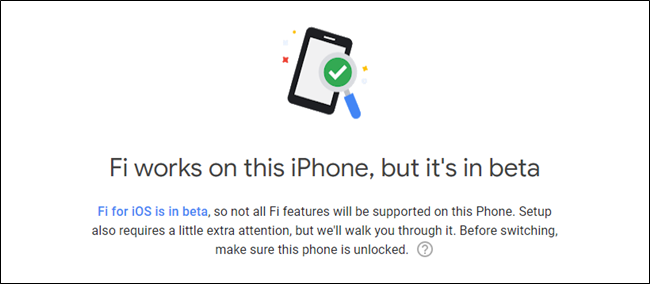 Fi works on this iPhone, but it's in beta
Fi for iOS is in beta, so not all Fi features will be supported on this Phone. Setup
also requires a little extra attention, but we'll walk you through it. Before switching,
make sure this phone is unlocked. ?